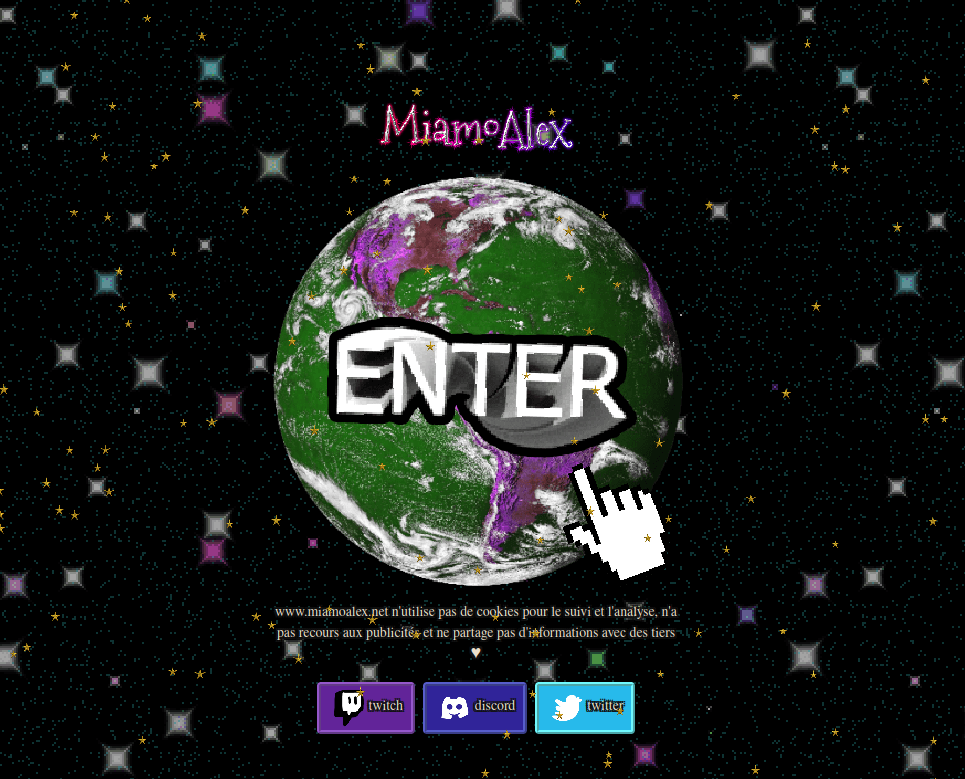 MiamoAlex
ENTER
www.miamoalex.net n'utilise pas de cookies pour le suivi et l'analyse, n'a
pas recours aux publicités et ne partage pas d'informations avec des tiers
♥
twitch
discord
twitter